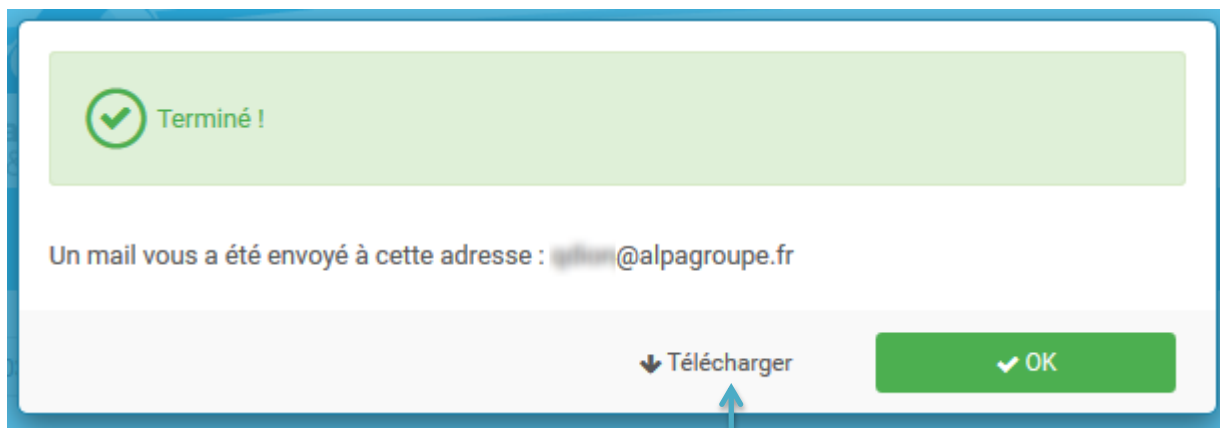 Terminé !
Un mail vous a été envoyé à cette adresse : @alpagroupe.fr
Télécharger
OK